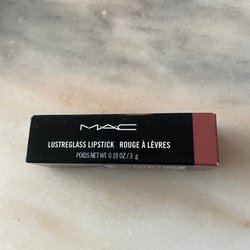 MAC
LUSTREGLASS LIPSTICK ROUGE À LÈVRES
POIDS NET WT. 0.10 OZ / 3 g